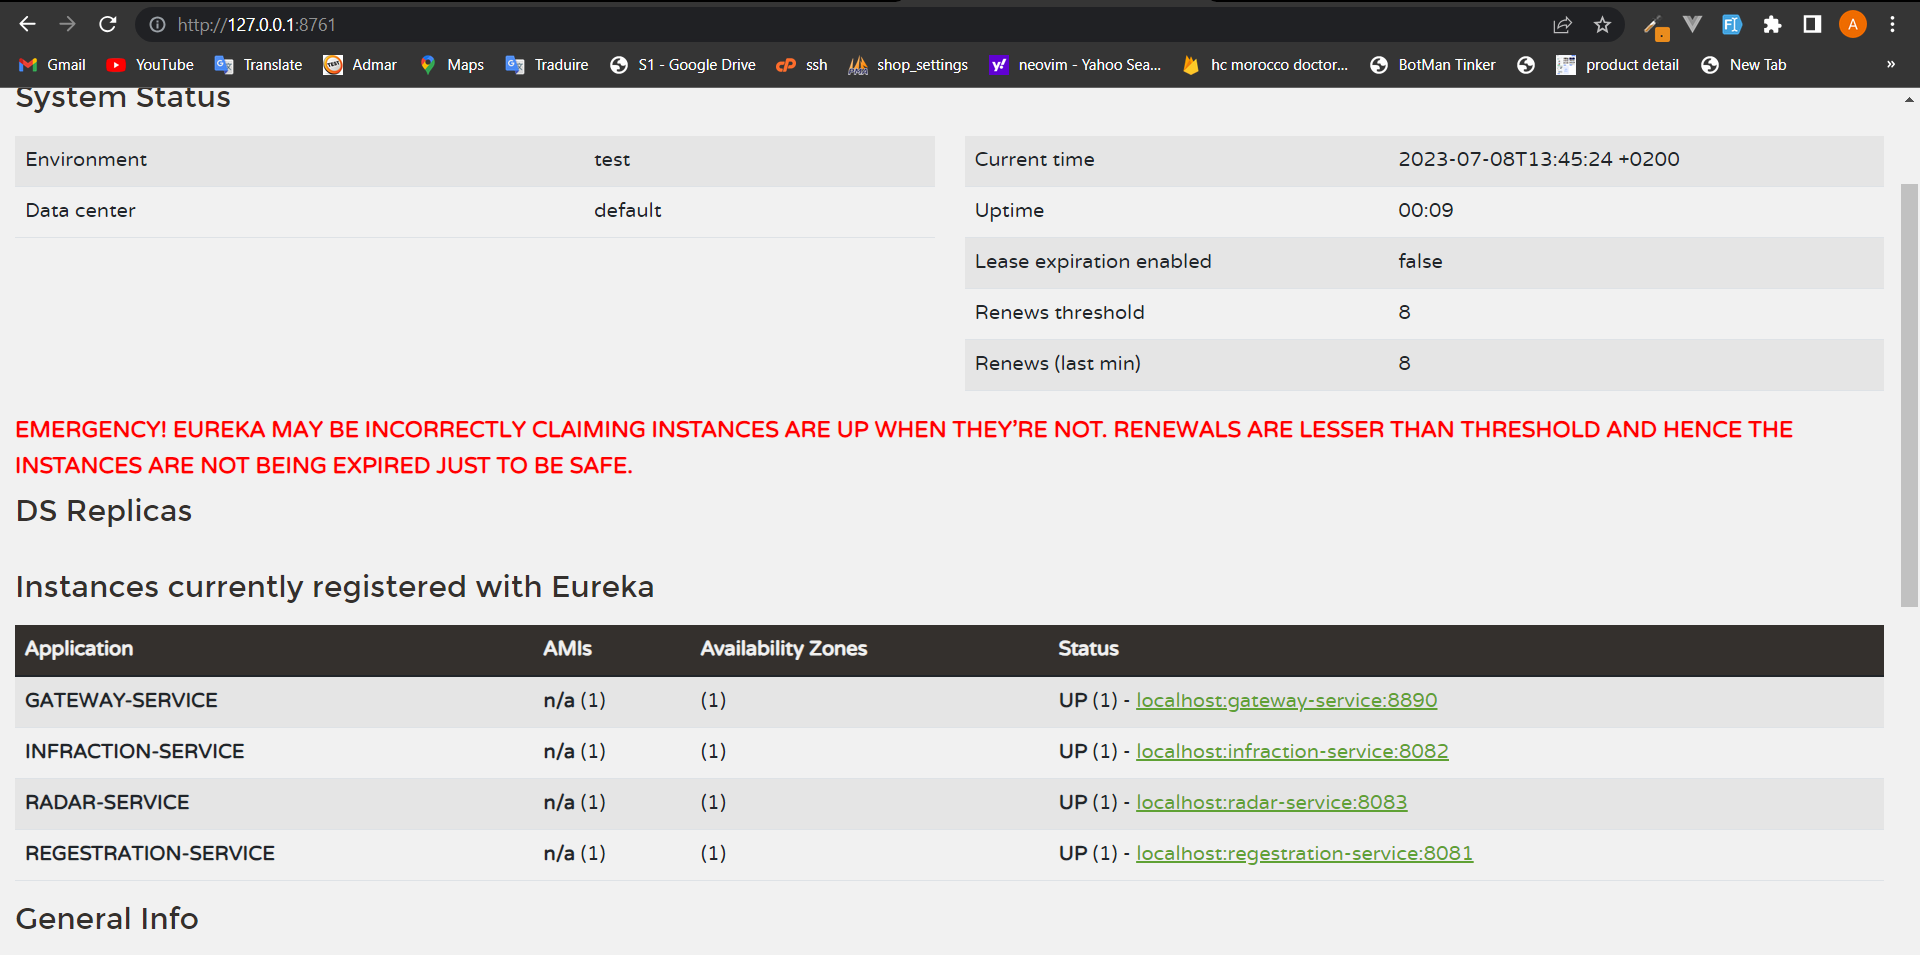 http://127.0.0.1:8761
A
Gmail YouTube Translate Admar Maps Traduire S1 - Google Drive ssh shop_settings neovim - Yahoo Sea... hc morocco doctor... BotMan Tinker product detail New Tab »
System Status
Environment test
Data center default
Current time 2023-07-08T13:45:24 +0200
Uptime 00:09
Lease expiration enabled false
Renews threshold 8
Renews (last min) 8
EMERGENCY! EUREKA MAY BE INCORRECTLY CLAIMING INSTANCES ARE UP WHEN THEY’RE NOT. RENEWALS ARE LESSER THAN THRESHOLD AND HENCE THE
INSTANCES ARE NOT BEING EXPIRED JUST TO BE SAFE.
DS Replicas
Instances currently registered with Eureka
Application AMIs Availability Zones Status
GATEWAY-SERVICE n/a (1) (1) UP (1) - localhost:gateway-service:8890
INFRACTION-SERVICE n/a (1) (1) UP (1) - localhost:infraction-service:8082
RADAR-SERVICE n/a (1) (1) UP (1) - localhost:radar-service:8083
REGESTRATION-SERVICE n/a (1) (1) UP (1) - localhost:regestration-service:8081
General Info